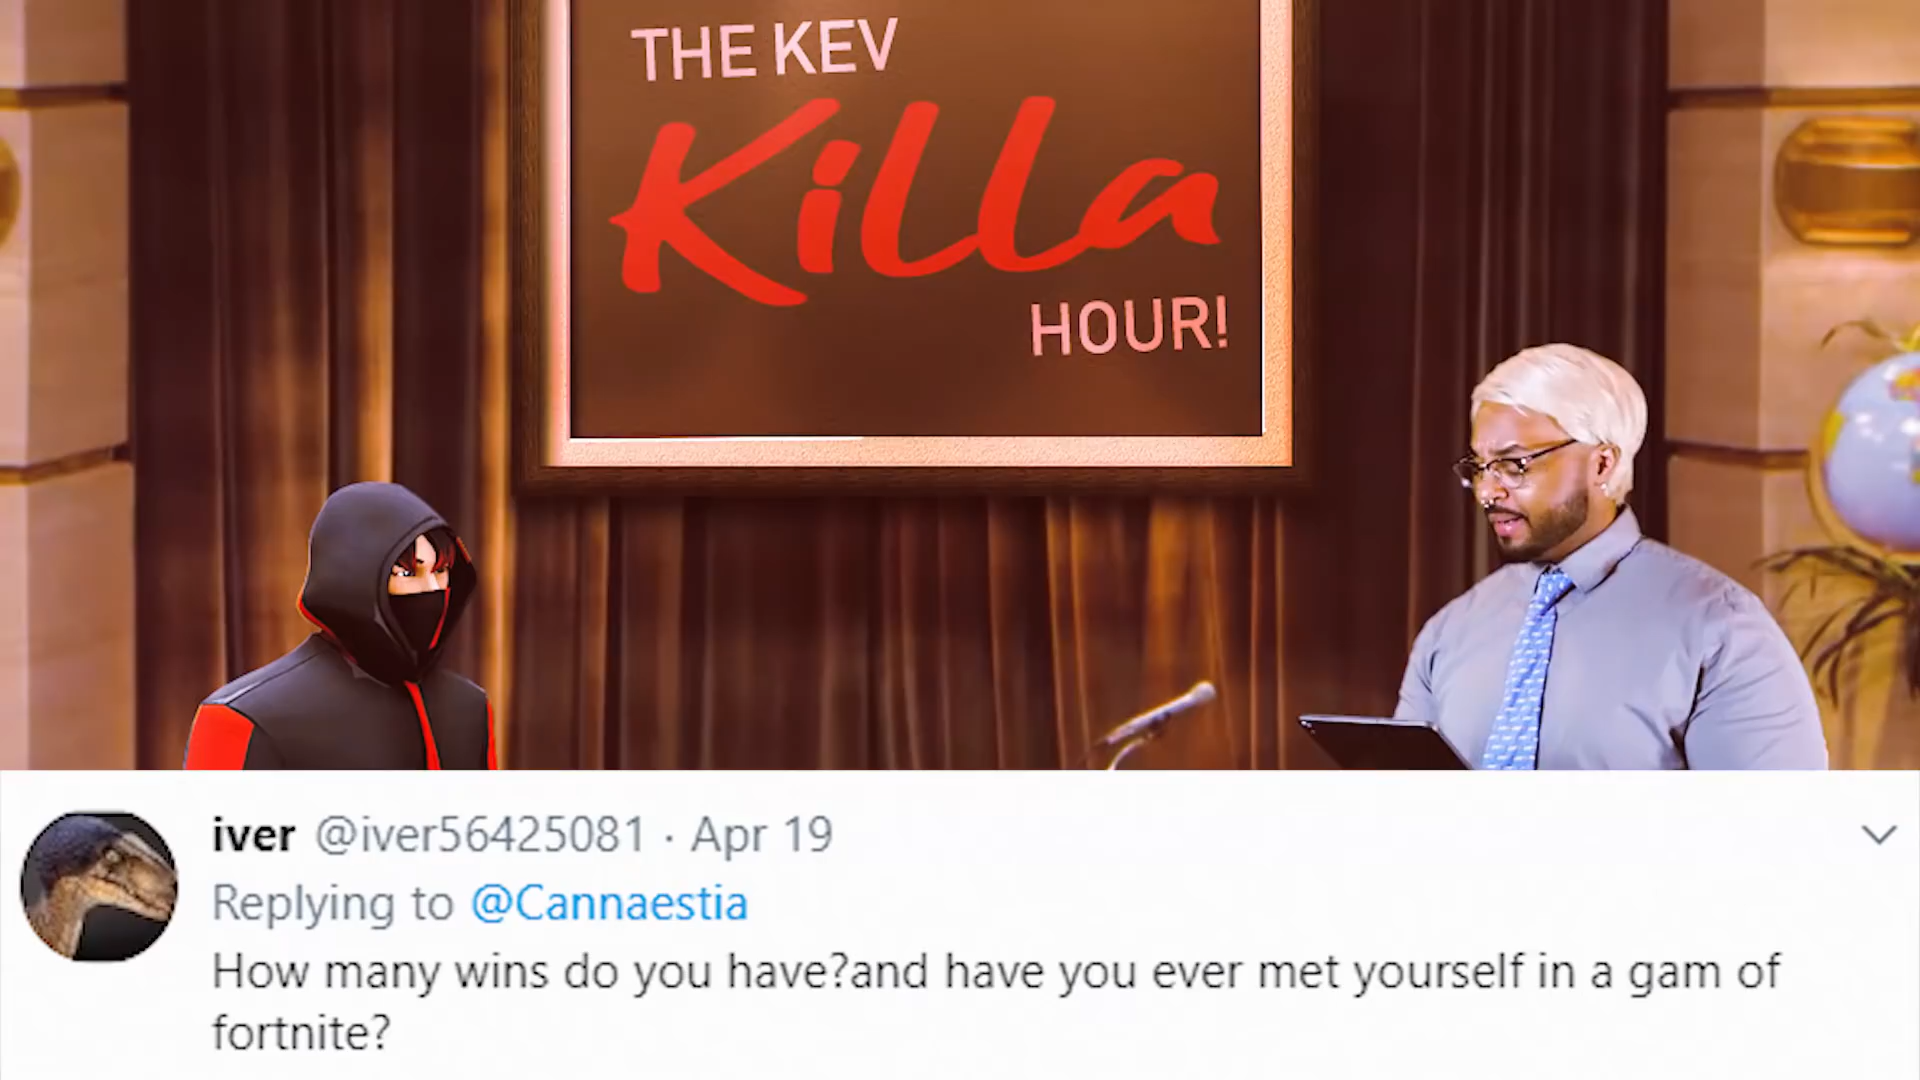 THE KEV
Killa
HOUR!
iver @iver56425081 · Apr 19
Replying to @Cannaestia
How many wins do you have?and have you ever met yourself in a gam of
fortnite?